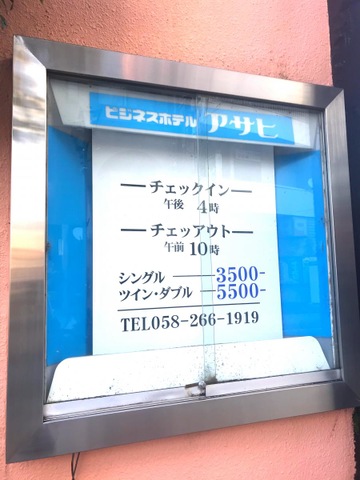 ビジネスホテル アサヒ
―チェックイン―
午後 4時
―チェッアウト―
午前 10時
シングル ――3500-
ツイン・ダブル ―5500-
TEL058-266-1919